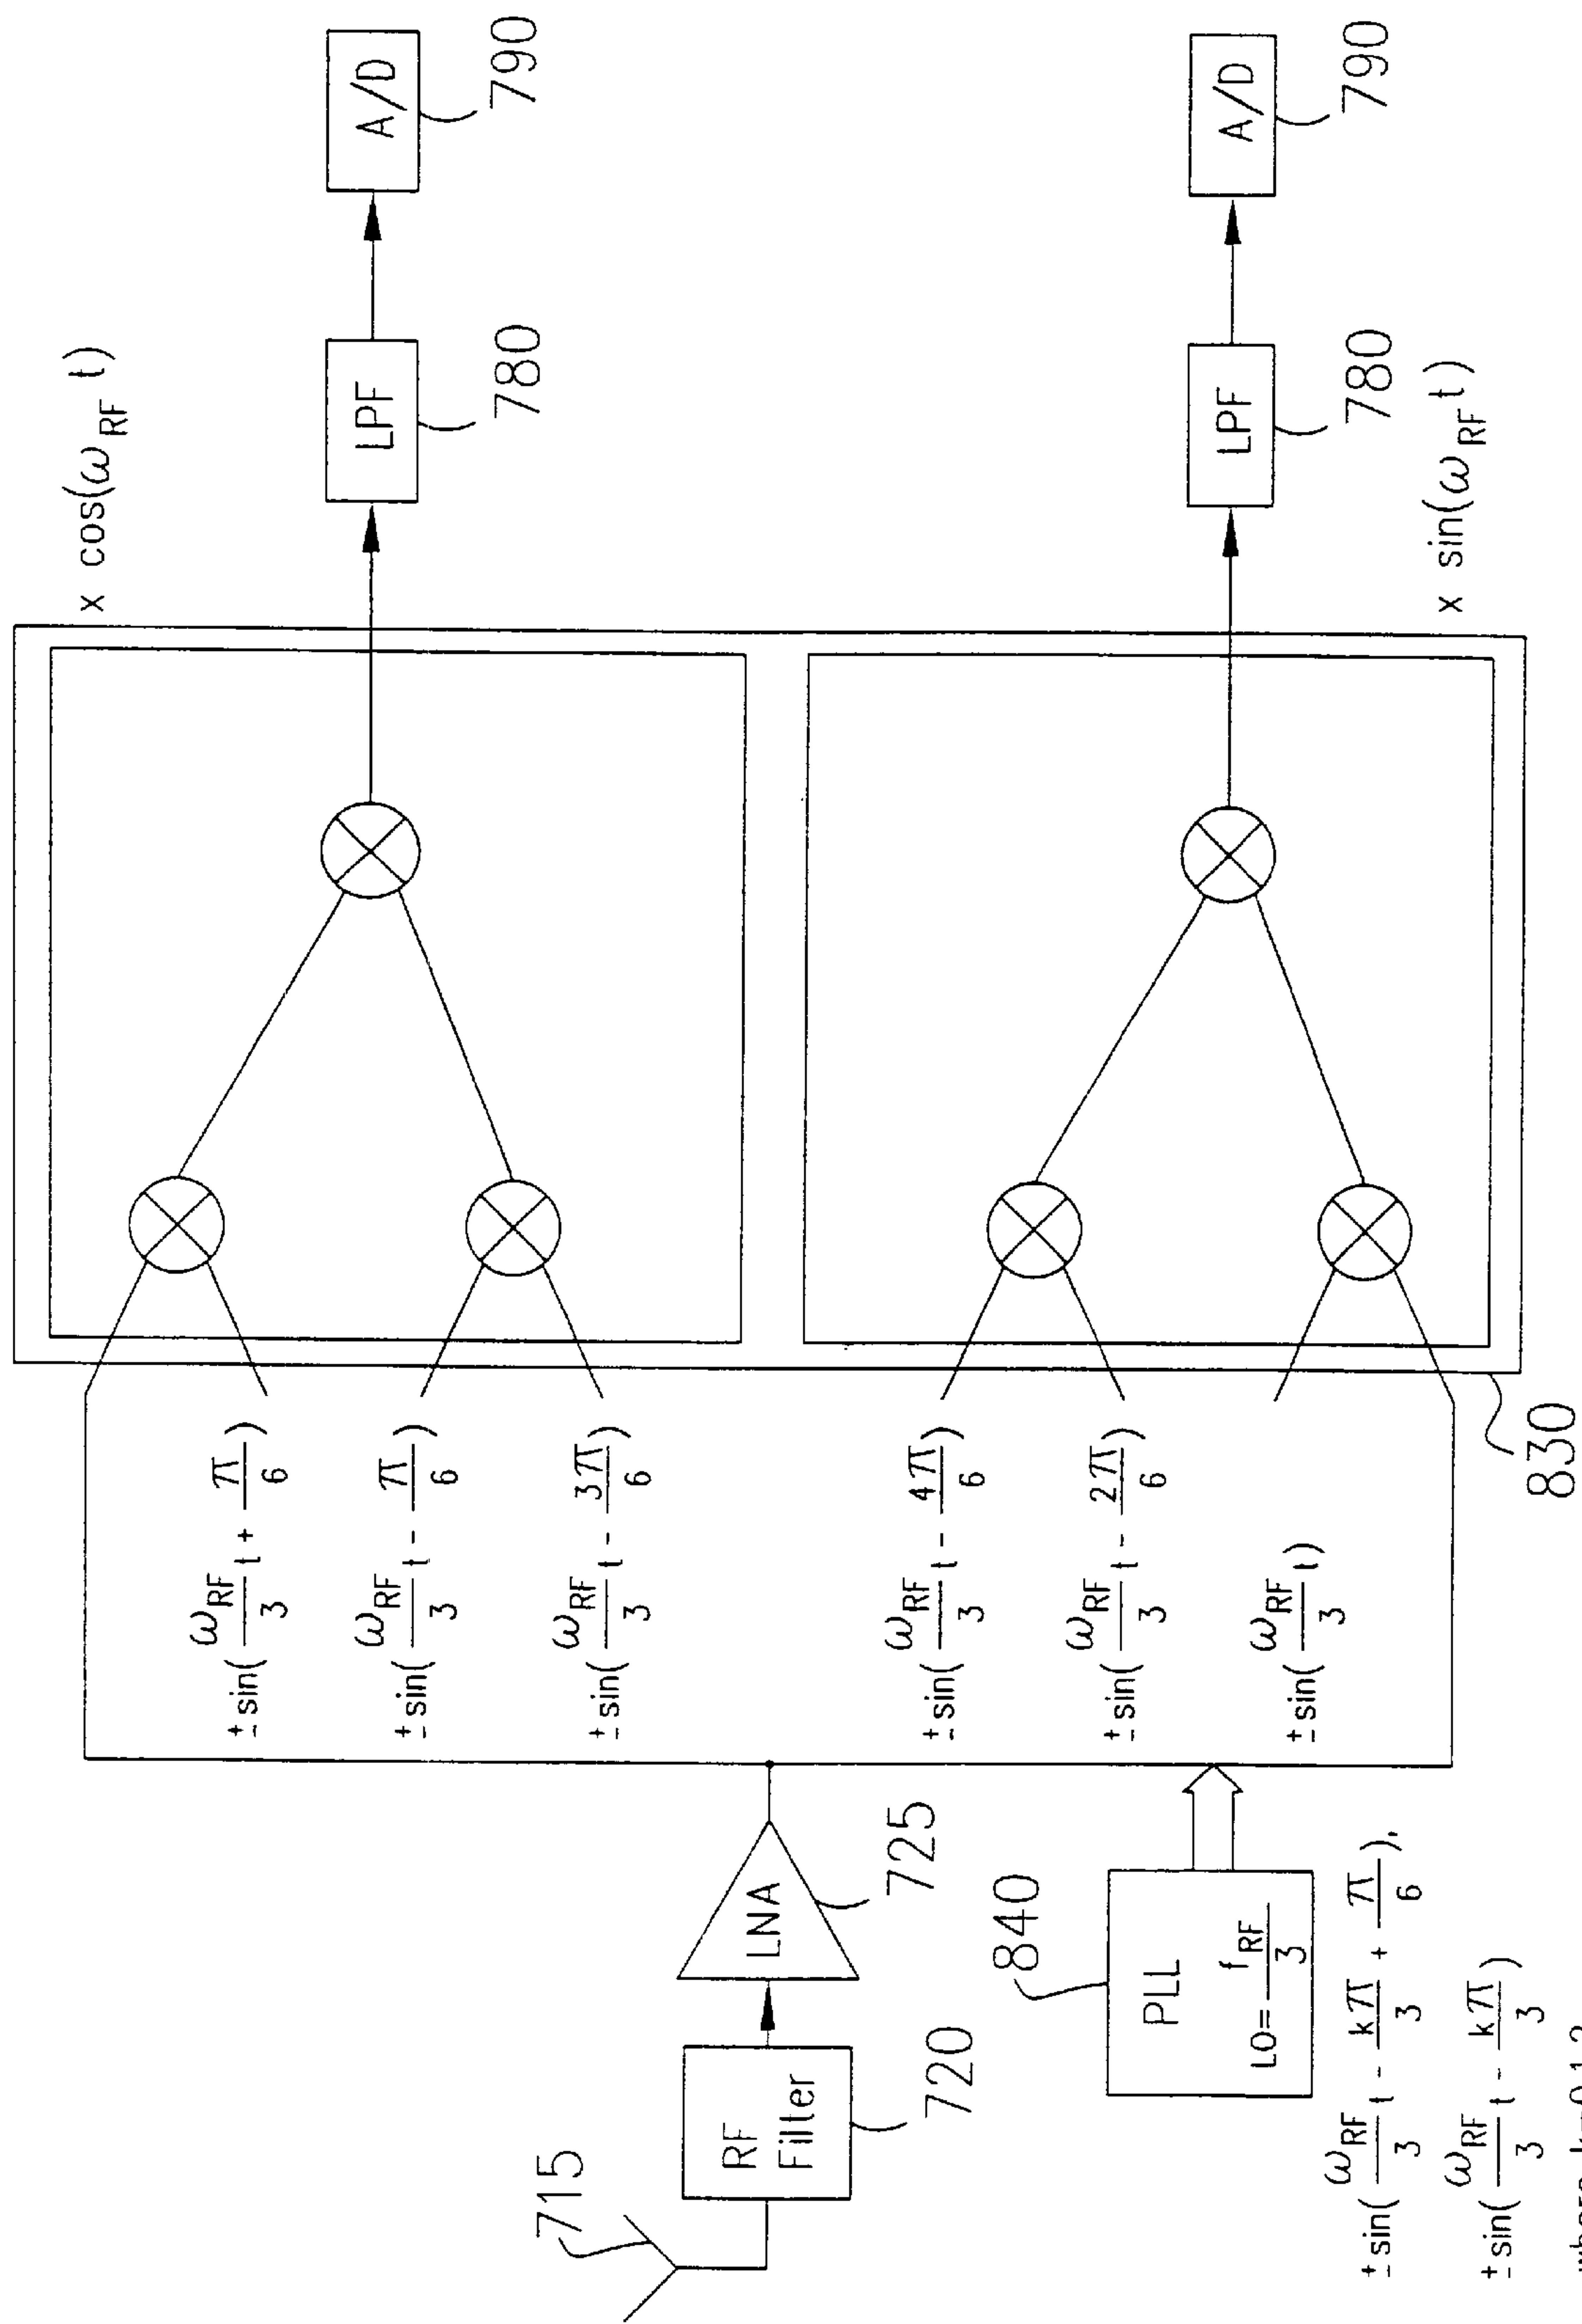 715
RF
Filter
720
LNA
725
PLL
LO= f_RF/3
840
±sin(ω_RF/3 t - kπ/3 + π/6),
±sin(ω_RF/3 t - kπ/3)
±sin(ω_RF/3 t + π/6)
±sin(ω_RF/3 t - π/6)
±sin(ω_RF/3 t - 3π/6)
±sin(ω_RF/3 t - 4π/6)
±sin(ω_RF/3 t - 2π/6)
±sin(ω_RF/3 t)
830
x cos(ω_RF t)
LPF
780
A/D
790
x sin(ω_RF t)
LPF
780
A/D
790